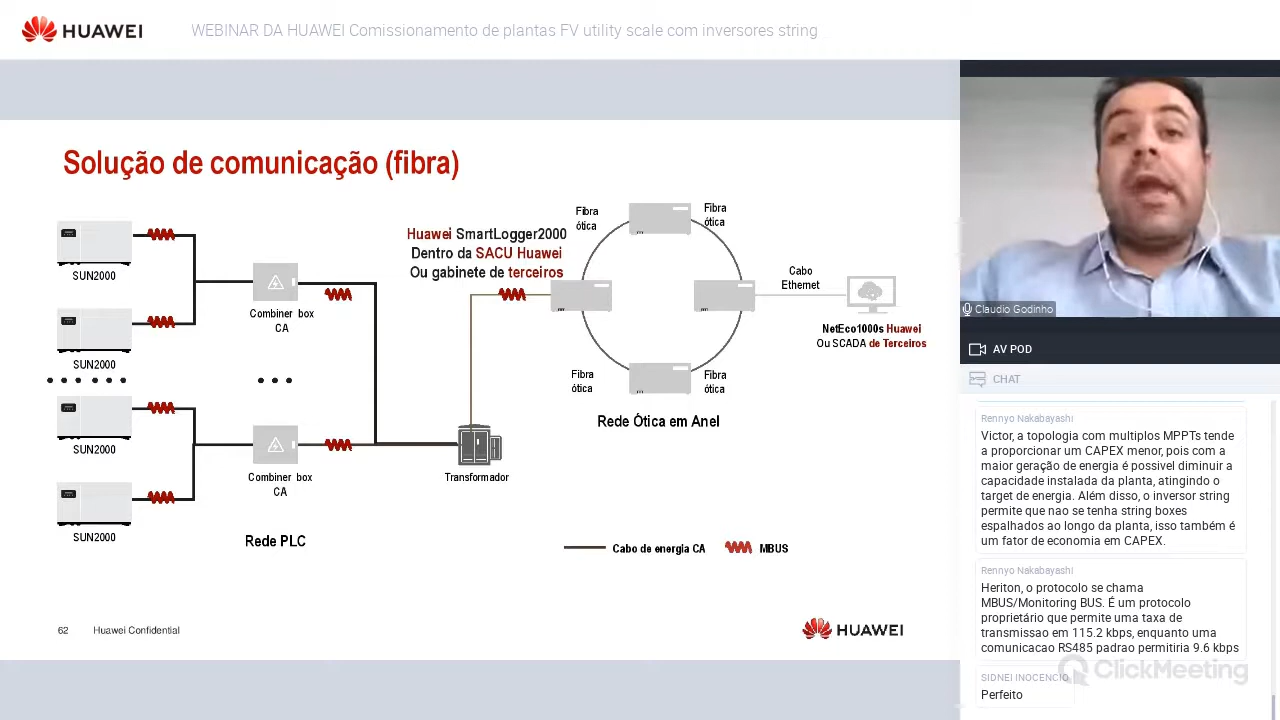 HUAWEI
WEBINAR DA HUAWEI Comissionamento de plantas FV utility scale com inversores string
Solução de comunicação (fibra)
SUN2000
SUN2000
SUN2000
SUN2000
Combiner box
CA
Combiner box
CA
Rede PLC
Huawei SmartLogger2000
Dentro da SACU Huawei
Ou gabinete de terceiros
Transformador
Fibra
ótica
Fibra
ótica
Fibra
ótica
Fibra
ótica
Rede Ótica em Anel
Cabo
Ethernet
NetEco1000s Huawei
Ou SCADA de Terceiros
Cabo de energia CA
MBUS
62
Huawei Confidential
HUAWEI
Claudio Godinho
AV POD
CHAT
Rennyo Nakabayashi
Victor, a topologia com multiplos MPPTs tende
a proporcionar um CAPEX menor, pois com a
maior geração de energia é possivel diminuir a
capacidade instalada da planta, atingindo o
target de energia. Além disso, o inversor string
permite que nao se tenha string boxes
espalhados ao longo da planta, isso também é
um fator de economia em CAPEX.
Rennyo Nakabayashi
Heriton, o protocolo se chama
MBUS/Monitoring BUS. É um protocolo
proprietário que permite uma taxa de
transmissao em 115.2 kbps, enquanto uma
comunicacao RS485 padrao permitiria 9.6 kbps
ClickMeeting
SIDNEI INOCENCIO
Perfeito